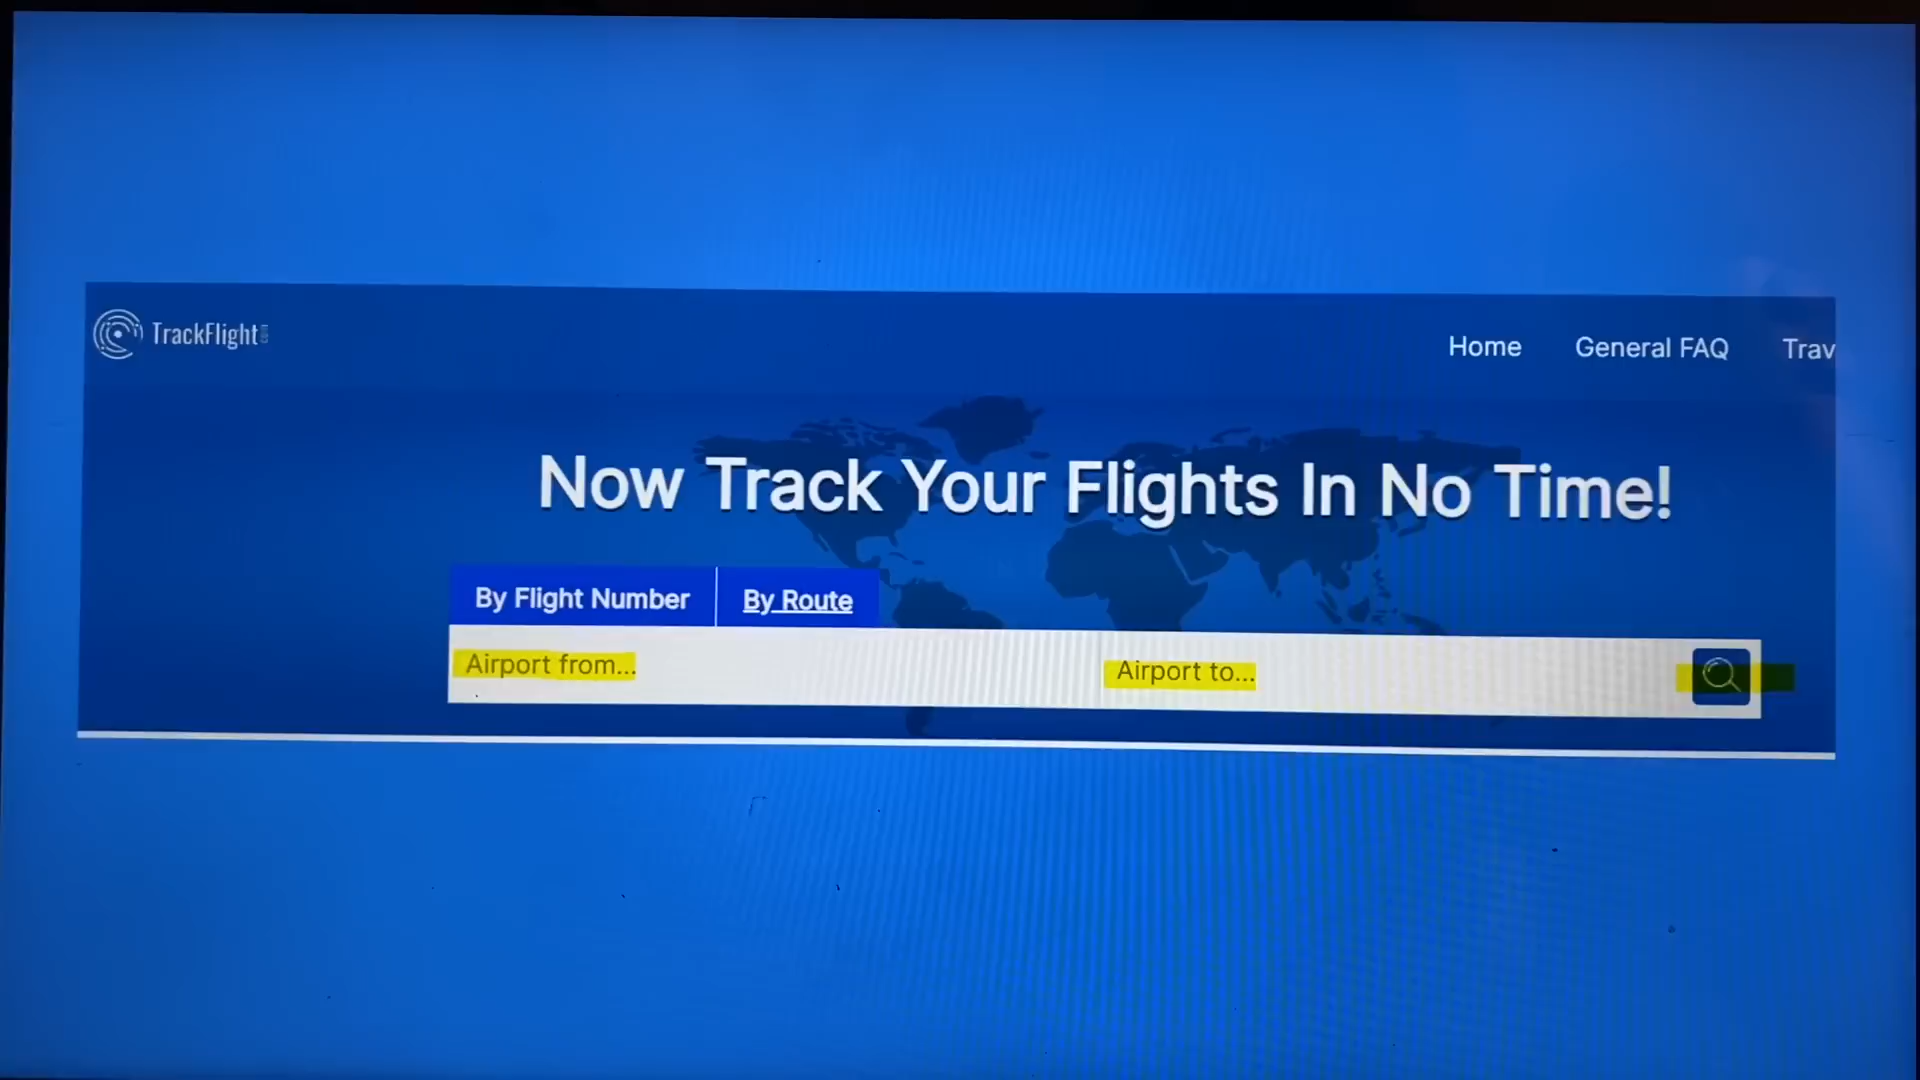 TrackFlight
Home
General FAQ
Trav
Now Track Your Flights In No Time!
By Flight Number
By Route
Airport from...
Airport to...